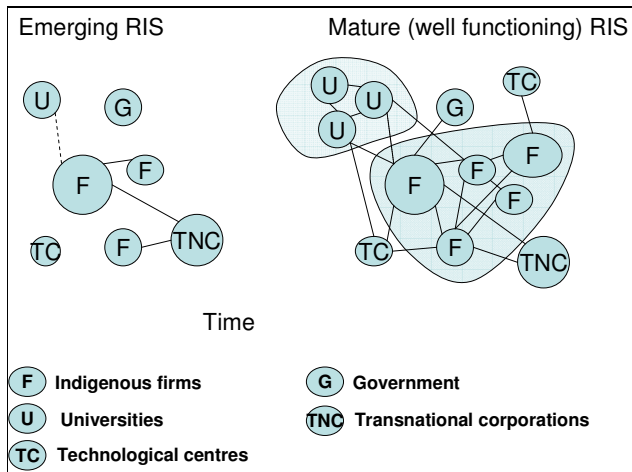 Emerging RIS
Mature (well functioning) RIS
U
G
F
F
TC
F
TNC
U
U
U
G
TC
F
F
F
F
TC
F
TNC
Time
F Indigenous firms
G Government
U Universities
TNC Transnational corporations
TC Technological centres